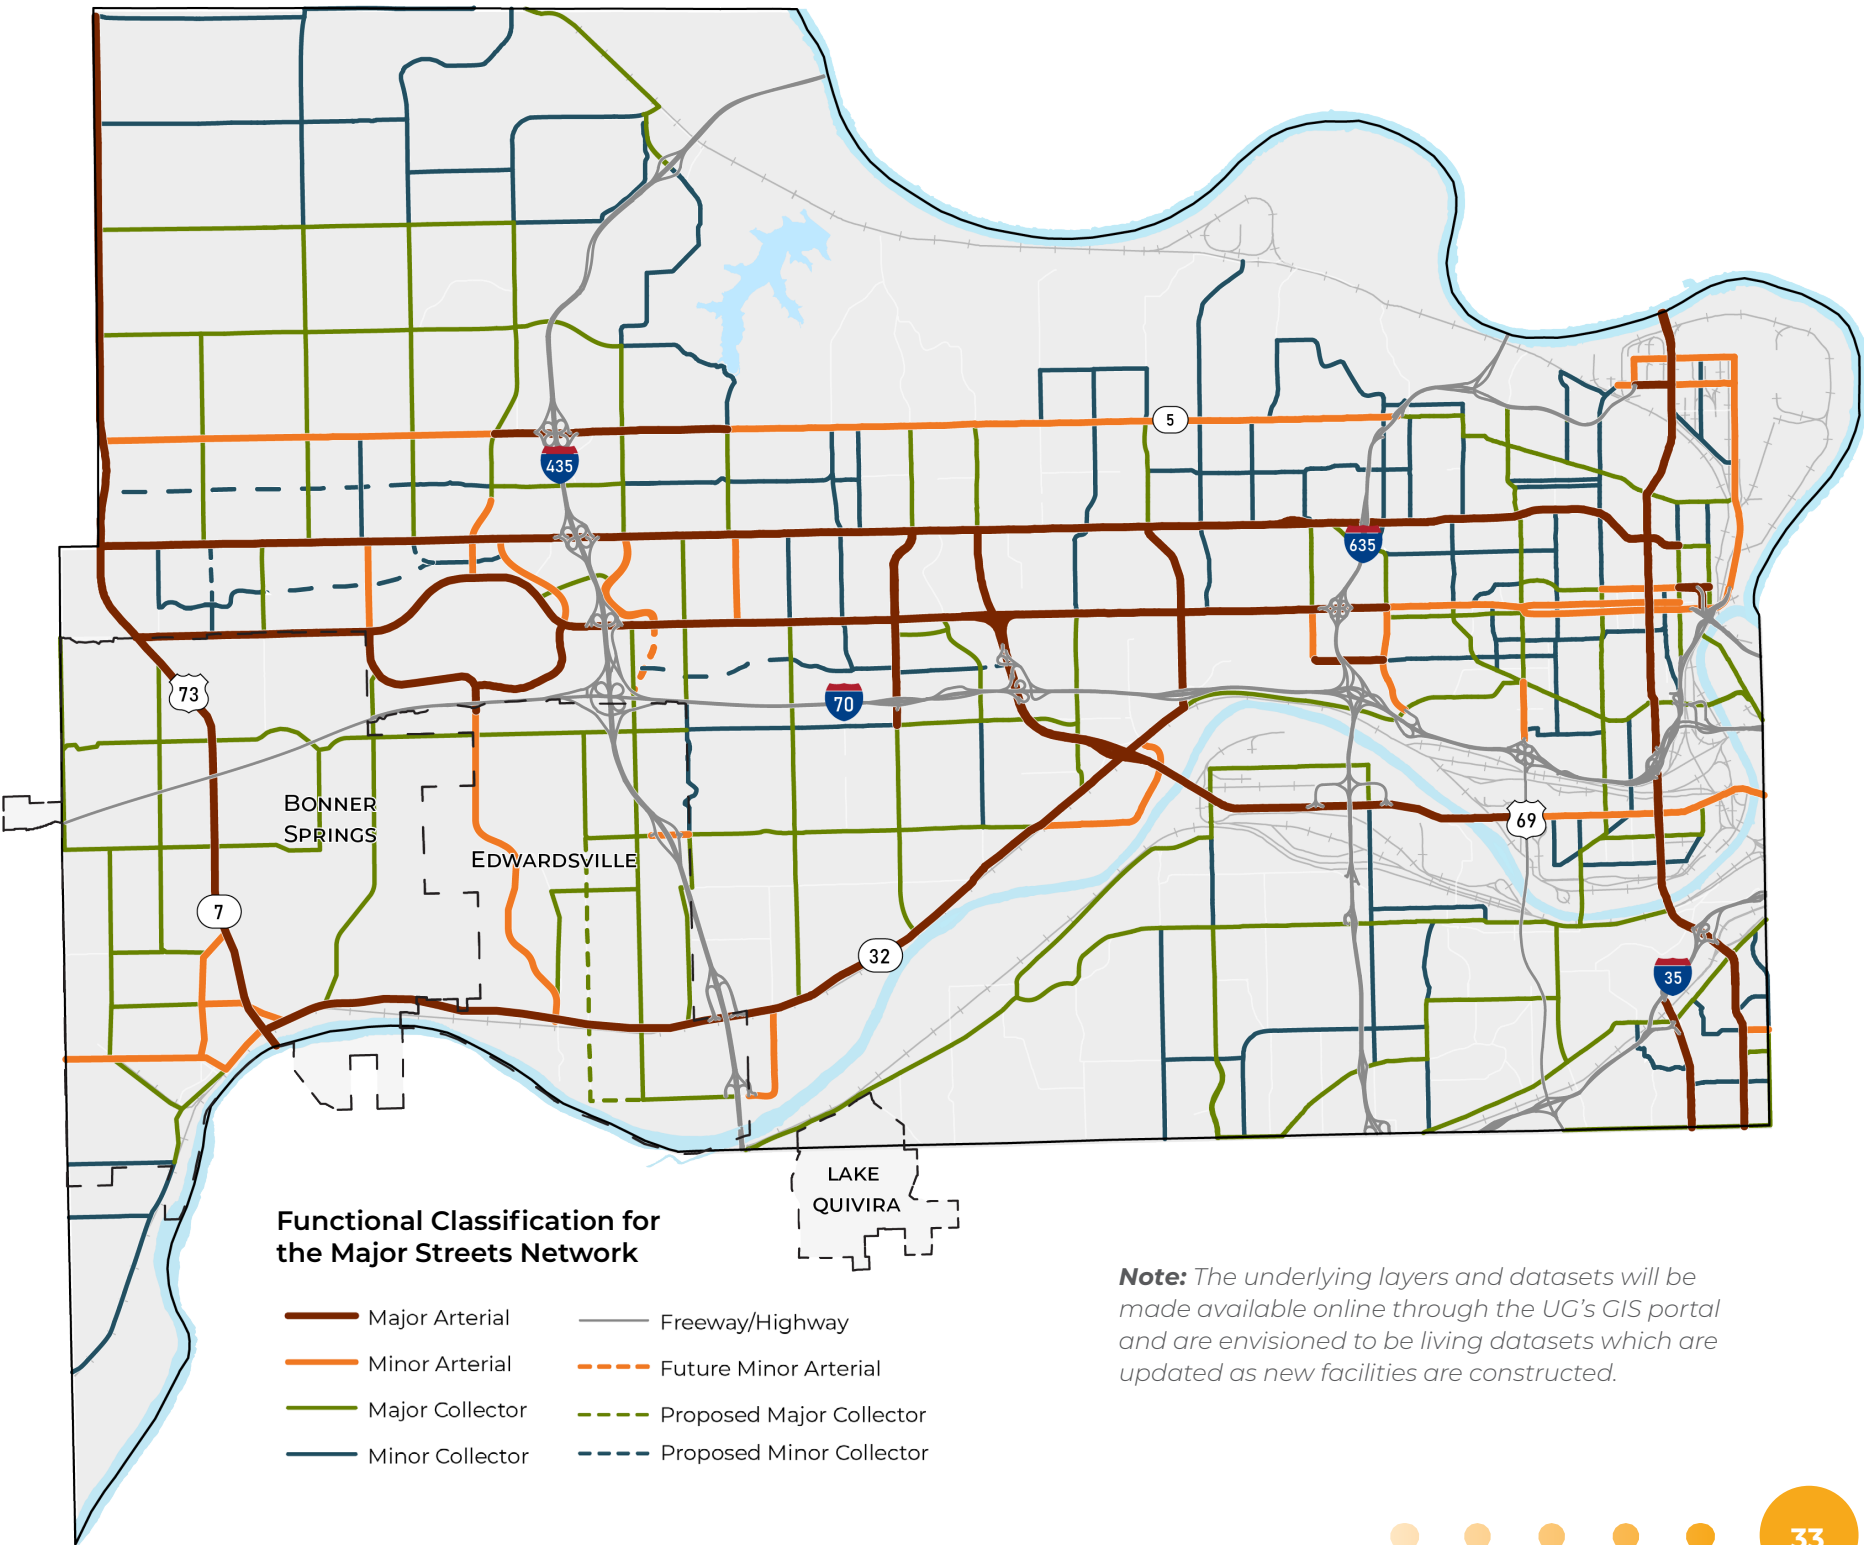 5
435
635
73
70
BONNER
SPRINGS
69
EDWARDSVILLE
7
32
35
LAKE
QUIVIRA
Functional Classification for
the Major Streets Network
Major Arterial
Minor Arterial
Major Collector
Minor Collector
Freeway/Highway
Future Minor Arterial
Proposed Major Collector
Proposed Minor Collector
Note: The underlying layers and datasets will be
made available online through the UG's GIS portal
and are envisioned to be living datasets which are
updated as new facilities are constructed.
33